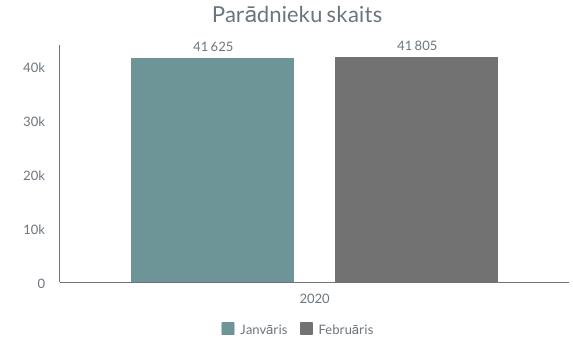 Parādnieku skaits
41 625
41 805
40k
30k
20k
10k
0
2020
Janvāris
Februāris